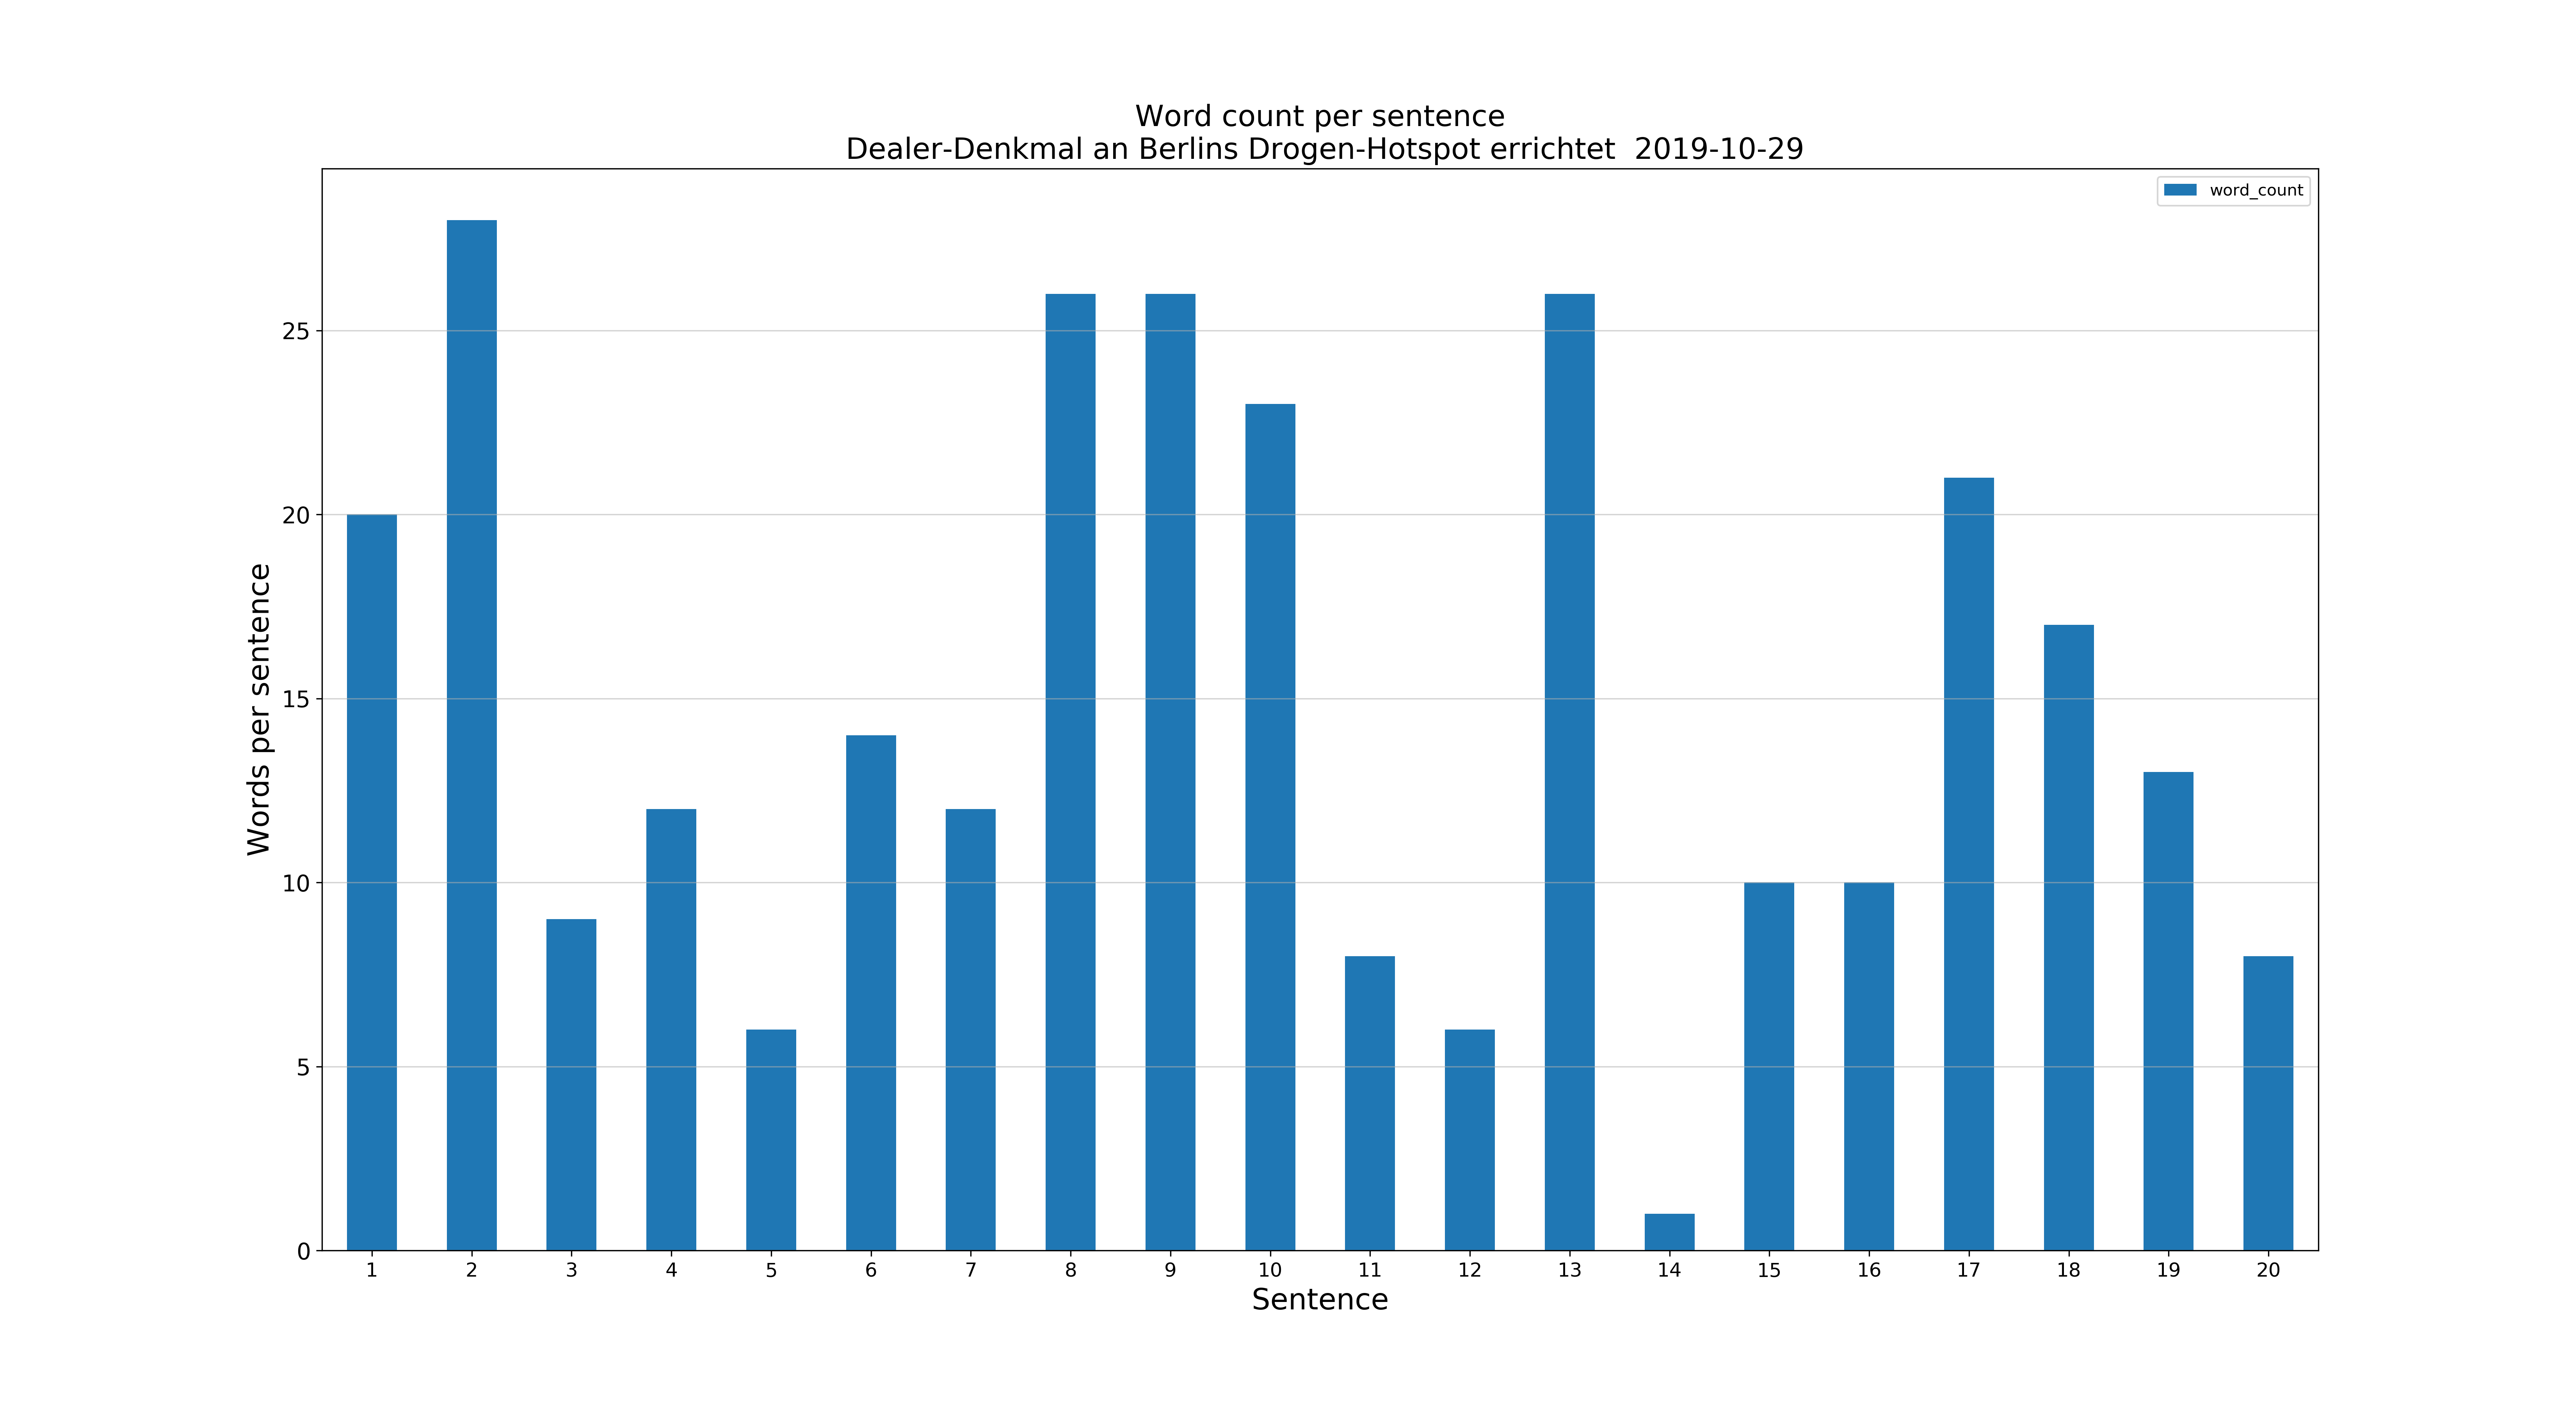 Word count per sentence
Dealer-Denkmal an Berlins Drogen-Hotspot errichtet  2019-10-29
word_count
Words per sentence
25
20
15
10
5
0
1 2 3 4 5 6 7 8 9 10 11 12 13 14 15 16 17 18 19 20
Sentence